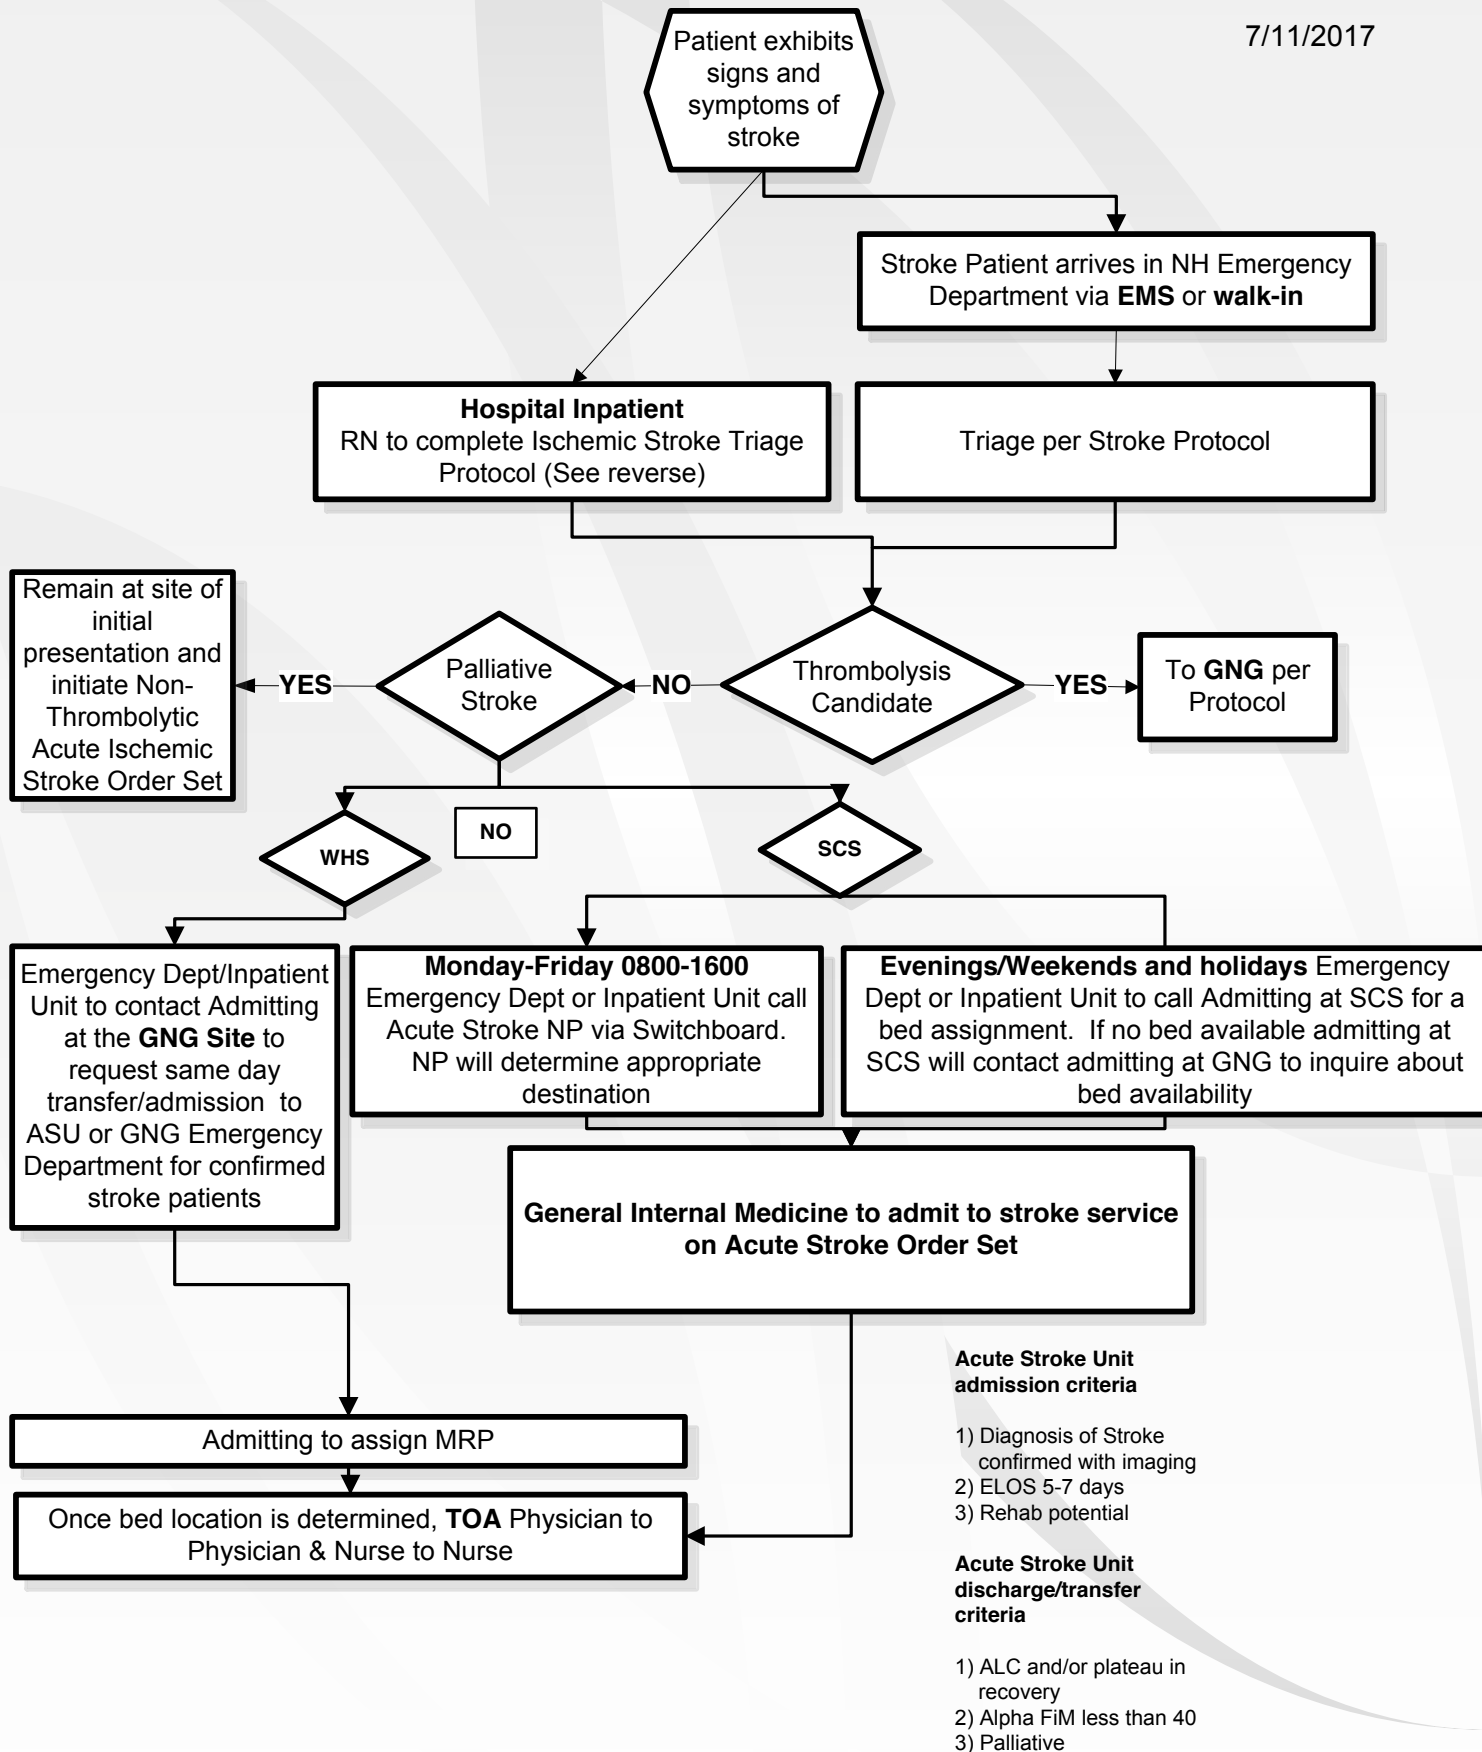 7/11/2017
Patient exhibits
signs and
symptoms of
stroke
Stroke Patient arrives in NH Emergency
Department via EMS or walk-in
Hospital Inpatient
RN to complete Ischemic Stroke Triage
Protocol (See reverse)
Triage per Stroke Protocol
Remain at site of
initial
presentation and
initiate Non-
Thrombolytic
Acute Ischemic
Stroke Order Set
YES
Palliative
Stroke
NO
Thrombolysis
Candidate
YES
To GNG per
Protocol
WHS
NO
SCS
Emergency Dept/Inpatient
Unit to contact Admitting
at the GNG Site to
request same day
transfer/admission to
ASU or GNG Emergency
Department for confirmed
stroke patients
Monday-Friday 0800-1600
Emergency Dept or Inpatient Unit call
Acute Stroke NP via Switchboard.
NP will determine appropriate
destination
Evenings/Weekends and holidays Emergency
Dept or Inpatient Unit to call Admitting at SCS for a
bed assignment. If no bed available admitting at
SCS will contact admitting at GNG to inquire about
bed availability
General Internal Medicine to admit to stroke service
on Acute Stroke Order Set
Admitting to assign MRP
Once bed location is determined, TOA Physician to
Physician & Nurse to Nurse
Acute Stroke Unit
admission criteria
1) Diagnosis of Stroke
confirmed with imaging
2) ELOS 5-7 days
3) Rehab potential
Acute Stroke Unit
discharge/transfer
criteria
1) ALC and/or plateau in
recovery
2) Alpha FiM less than 40
3) Palliative